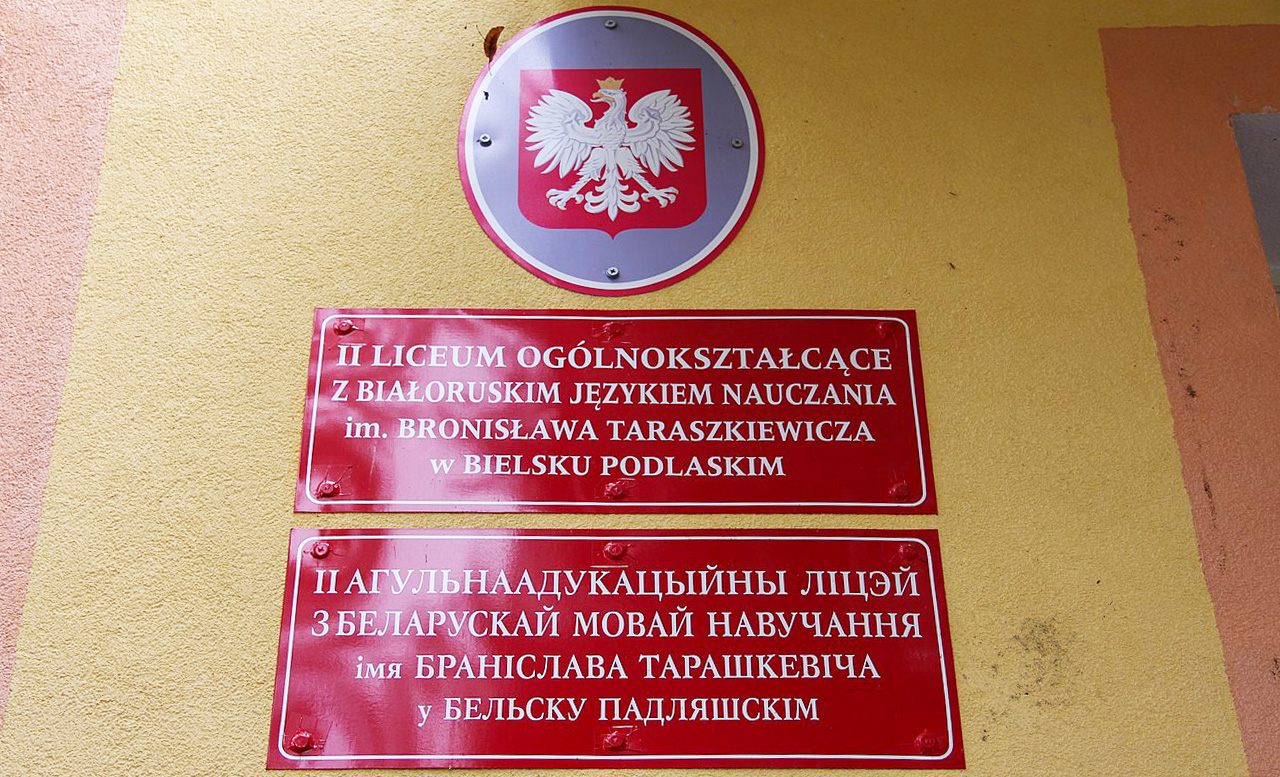 II LICEUM OGÓLNOKSZTAŁCĄCE
Z BIAŁORUSKIM JĘZYKIEM NAUCZANIA
im. BRONISŁAWA TARASZKIEWICZA
w BIELSKU PODLASKIM
II АГУЛЬНААДУКАЦЫЙНЫ ЛІЦЭЙ
З БЕЛАРУСКАЙ МОВАЙ НАВУЧАННЯ
імя БРАНІСЛАВА ТАРАШКЕВІЧА
у БЕЛЬСКУ ПАДЛЯШСКІМ